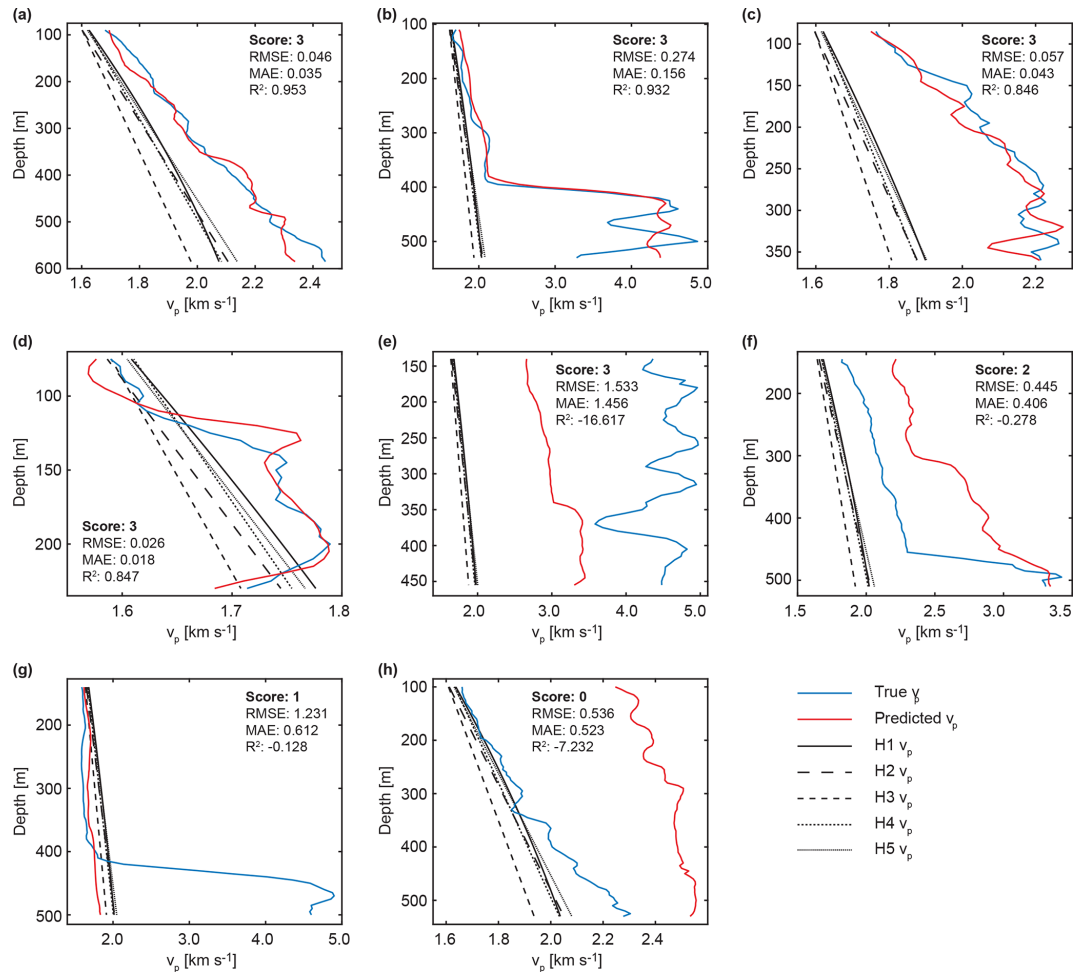 (a)
Score: 3
RMSE: 0.046
MAE: 0.035
R²: 0.953
100
200
300
400
500
600
Depth [m]
1.6
1.8
2.0
2.2
2.4
vp [km s-1]
(b)
Score: 3
RMSE: 0.274
MAE: 0.156
R²: 0.932
100
200
300
400
500
Depth [m]
2.0
3.0
4.0
5.0
vp [km s-1]
(c)
Score: 3
RMSE: 0.057
MAE: 0.043
R²: 0.846
100
150
200
250
300
350
Depth [m]
1.6
1.8
2.0
2.2
vp [km s-1]
(d)
Score: 3
RMSE: 0.026
MAE: 0.018
R²: 0.847
100
150
200
Depth [m]
1.6
1.7
1.8
vp [km s-1]
(e)
Score: 3
RMSE: 1.533
MAE: 1.456
R²: -16.617
150
200
250
300
350
400
450
Depth [m]
2.0
3.0
4.0
5.0
vp [km s-1]
(f)
Score: 2
RMSE: 0.445
MAE: 0.406
R²: -0.278
200
300
400
500
Depth [m]
1.5
2.0
2.5
3.0
3.5
vp [km s-1]
(g)
Score: 1
RMSE: 1.231
MAE: 0.612
R²: -0.128
200
300
400
500
Depth [m]
2.0
3.0
4.0
5.0
vp [km s-1]
(h)
Score: 0
RMSE: 0.536
MAE: 0.523
R²: -7.232
100
200
300
400
500
Depth [m]
1.6
1.8
2.0
2.2
2.4
vp [km s-1]
True vp
Predicted vp
H1 vp
H2 vp
H3 vp
H4 vp
H5 vp